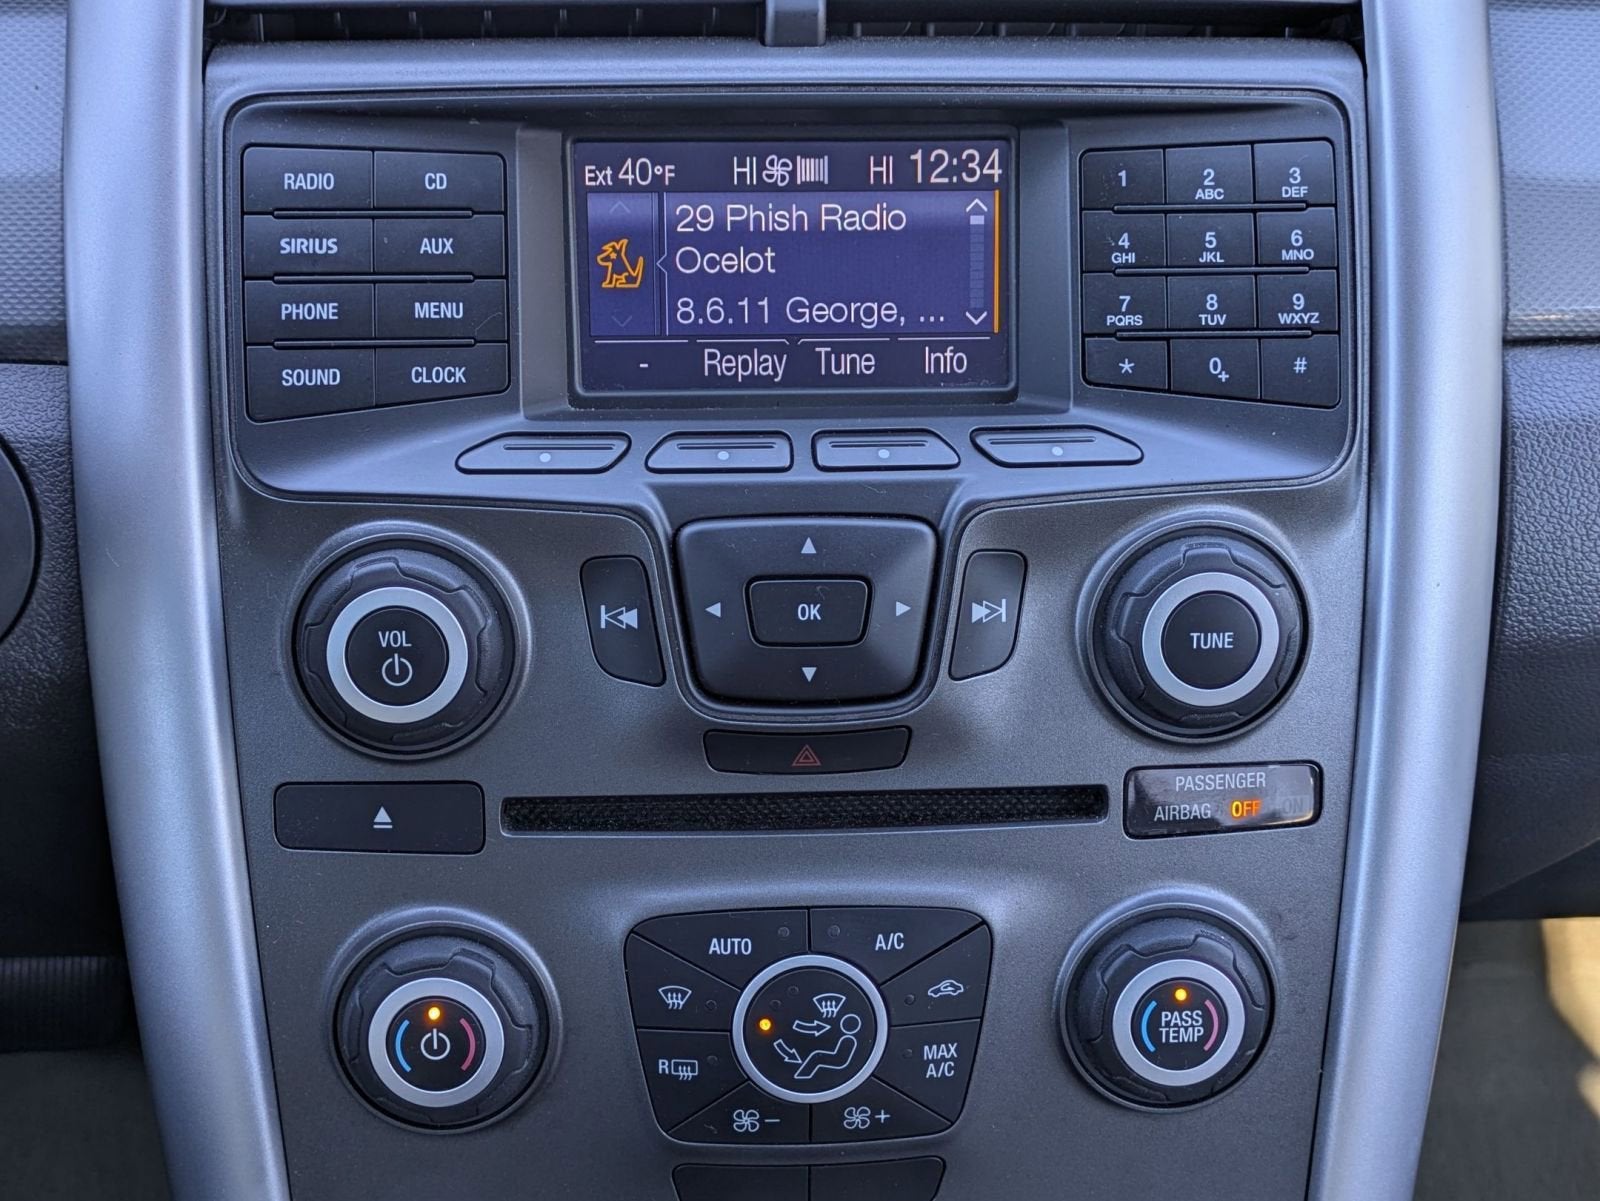 Ext 40°F HI HI 12:34
29 Phish Radio
Ocelot
8.6.11 George, ...
- Replay Tune Info
RADIO CD
SIRIUS AUX
PHONE MENU
SOUND CLOCK
1 2 ABC 3 DEF
4 GHI 5 JKL 6 MNO
7 PQRS 8 TUV 9 WXYZ
* 0+ #
VOL
OK
TUNE
PASSENGER
AIRBAG OFF ON
AUTO A/C
R
MAX
A/C
- +
PASS
TEMP